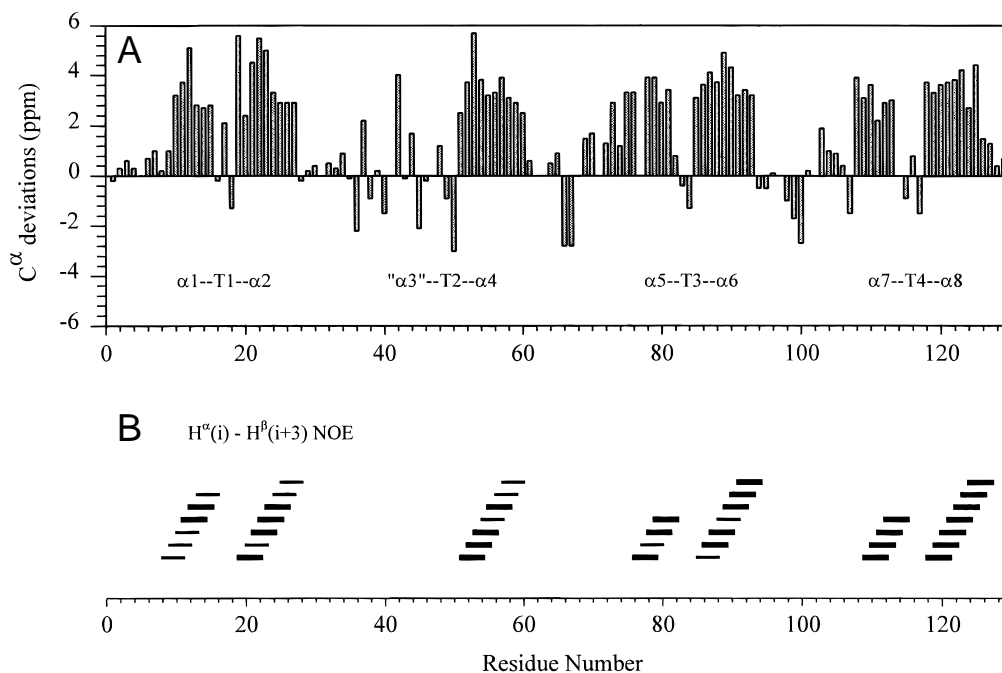 A
6
4
2
0
-2
-4
-6
C^α deviations (ppm)
α1--T1--α2
"α3"--T2--α4
α5--T3--α6
α7--T4--α8
0 20 40 60 80 100 120
B
H^α(i) - H^β(i+3) NOE
0 20 40 60 80 100 120
Residue Number